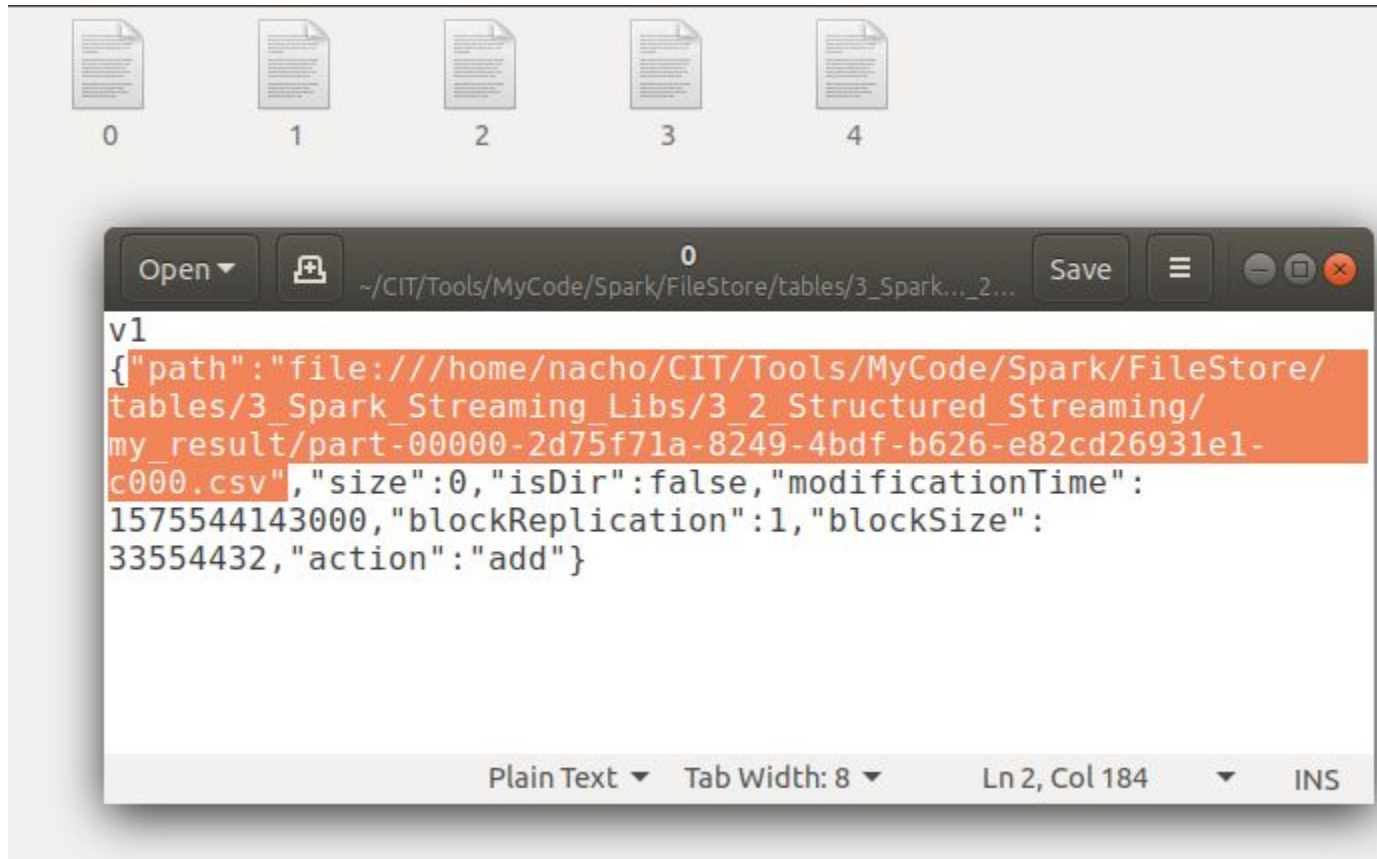 0 1 2 3 4
Open 0 Save
~/CIT/Tools/MyCode/Spark/FileStore/tables/3_Spark..._2...
v1
{"path":"file:///home/nacho/CIT/Tools/MyCode/Spark/FileStore/
tables/3_Spark_Streaming_Libs/3_2_Structured_Streaming/
my_result/part-00000-2d75f71a-8249-4bdf-b626-e82cd26931e1-
c000.csv","size":0,"isDir":false,"modificationTime":
1575544143000,"blockReplication":1,"blockSize":
33554432,"action":"add"}
Plain Text Tab Width: 8 Ln 2, Col 184 INS